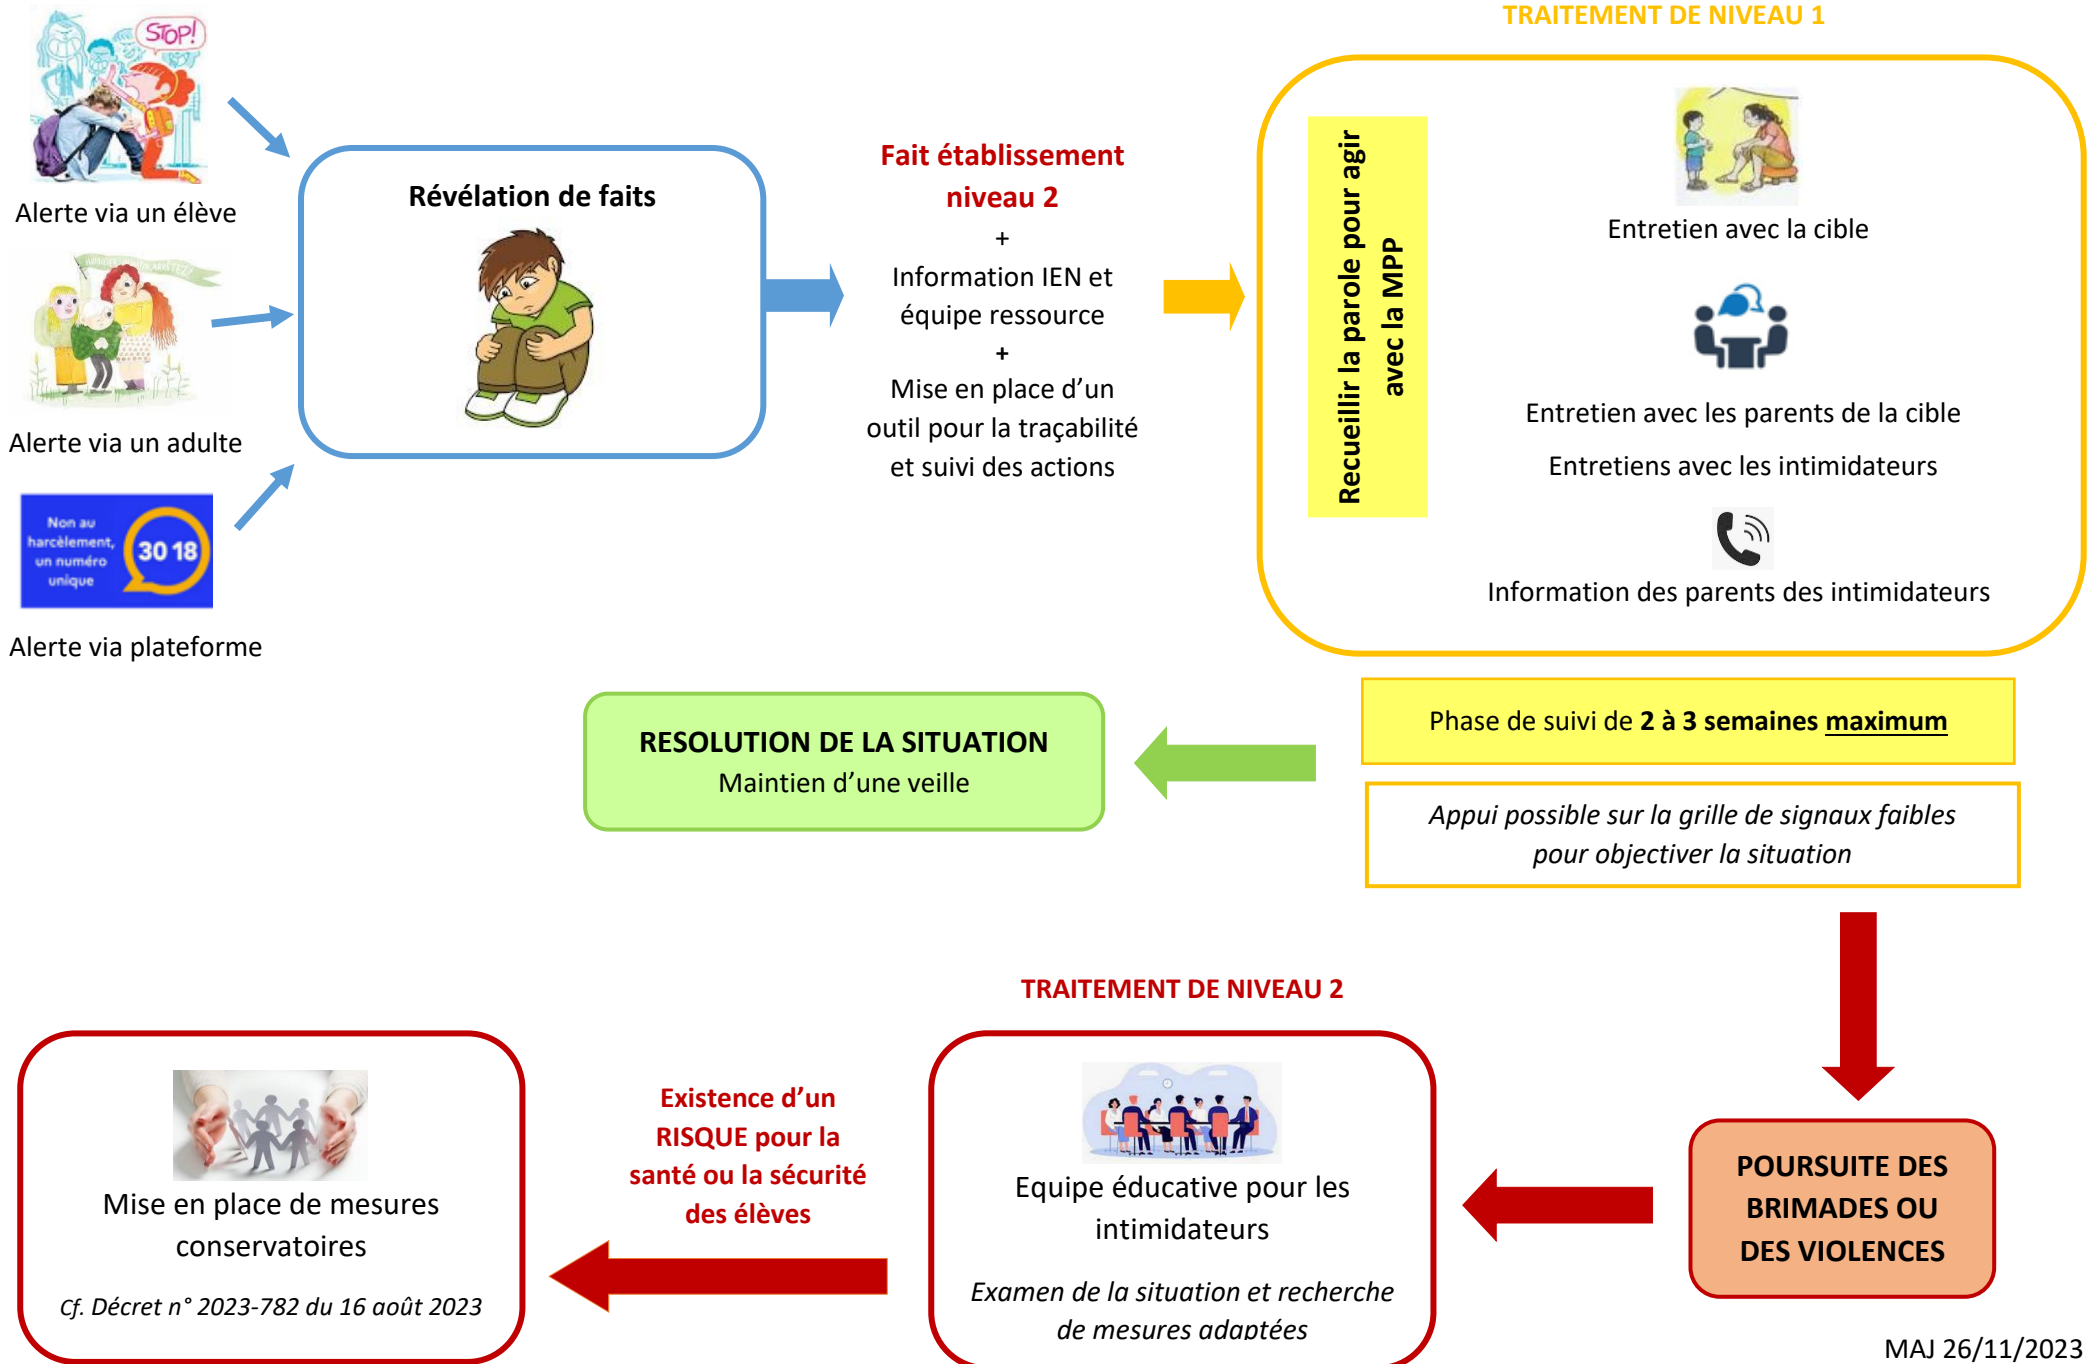 TRAITEMENT DE NIVEAU 1
STOP!
Alerte via un élève
Alerte via un adulte
Non au
harcèlement,
un numéro
unique
30 18
Alerte via plateforme
Révélation de faits
Fait établissement
niveau 2
+
Information IEN et
équipe ressource
+
Mise en place d’un
outil pour la traçabilité
et suivi des actions
Recueillir la parole pour agir
avec la MPP
Entretien avec la cible
Entretien avec les parents de la cible
Entretiens avec les intimidateurs
Information des parents des intimidateurs
Phase de suivi de 2 à 3 semaines maximum
Appui possible sur la grille de signaux faibles
pour objectiver la situation
RESOLUTION DE LA SITUATION
Maintien d’une veille
POURSUITE DES
BRIMADES OU
DES VIOLENCES
TRAITEMENT DE NIVEAU 2
Equipe éducative pour les
intimidateurs
Examen de la situation et recherche
de mesures adaptées
Existence d’un
RISQUE pour la
santé ou la sécurité
des élèves
Mise en place de mesures
conservatoires
Cf. Décret n° 2023-782 du 16 août 2023
MAJ 26/11/2023